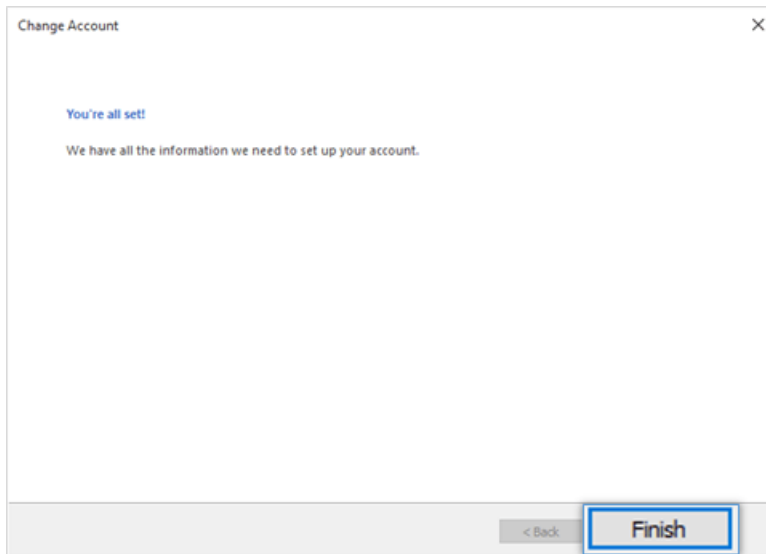 Change Account
You're all set!
We have all the information we need to set up your account.
< Back
Finish